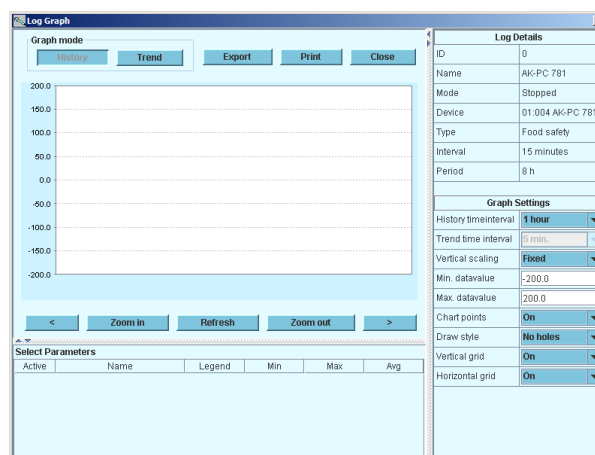 Log Graph
Graph mode
History Trend Export Print Close
200.0
150.0
100.0
50.0
0.0
-50.0
-100.0
-150.0
-200.0
< Zoom in Refresh Zoom out >
Select Parameters
Active Name Legend Min Max Avg
Log Details
ID 0
Name AK-PC 781
Mode Stopped
Device 01:004 AK-PC 781
Type Food safety
Interval 15 minutes
Period 8 h
Graph Settings
History timeinterval 1 hour
Trend time interval 5 min.
Vertical scaling Fixed
Min. datavalue -200.0
Max. datavalue 200.0
Chart points On
Draw style No holes
Vertical grid On
Horizontal grid On